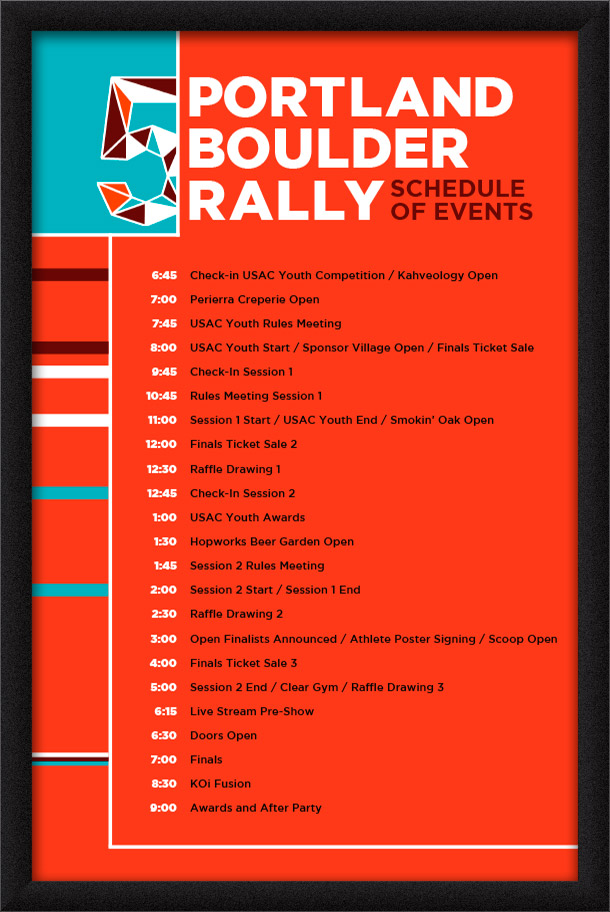 5
PORTLAND
BOULDER
RALLY
SCHEDULE
OF EVENTS
6:45 Check-in USAC Youth Competition / Kahveology Open
7:00 Perierra Creperie Open
7:45 USAC Youth Rules Meeting
8:00 USAC Youth Start / Sponsor Village Open / Finals Ticket Sale
9:45 Check-In Session 1
10:45 Rules Meeting Session 1
11:00 Session 1 Start / USAC Youth End / Smokin' Oak Open
12:00 Finals Ticket Sale 2
12:30 Raffle Drawing 1
12:45 Check-In Session 2
1:00 USAC Youth Awards
1:30 Hopworks Beer Garden Open
1:45 Session 2 Rules Meeting
2:00 Session 2 Start / Session 1 End
2:30 Raffle Drawing 2
3:00 Open Finalists Announced / Athlete Poster Signing / Scoop Open
4:00 Finals Ticket Sale 3
5:00 Session 2 End / Clear Gym / Raffle Drawing 3
6:15 Live Stream Pre-Show
6:30 Doors Open
7:00 Finals
8:30 KOi Fusion
9:00 Awards and After Party